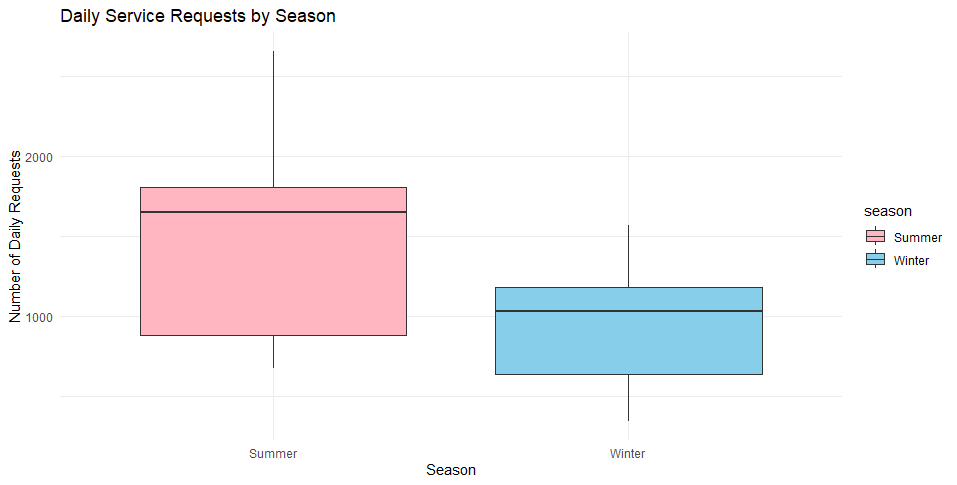 Daily Service Requests by Season
Number of Daily Requests
2000
1000
Summer
Winter
Season
season
Summer
Winter